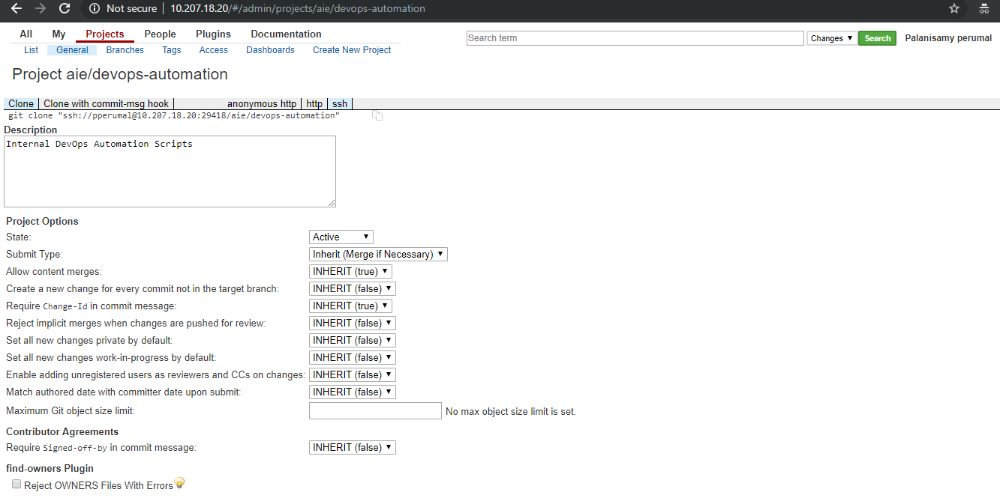 Not secure | 10.207.18.20/#/admin/projects/aie/devops-automation
All My Projects People Plugins Documentation Search term Changes ▼ Search Palanisamy perumal
List General Branches Tags Access Dashboards Create New Project
Project aie/devops-automation
Clone Clone with commit-msg hook anonymous http http ssh
git clone "ssh://pperumal@10.207.18.20:29418/aie/devops-automation"
Description
Internal DevOps Automation Scripts
Project Options
State: Active ▼
Submit Type: Inherit (Merge if Necessary) ▼
Allow content merges: INHERIT (true) ▼
Create a new change for every commit not in the target branch: INHERIT (false) ▼
Require Change-Id in commit message: INHERIT (true) ▼
Reject implicit merges when changes are pushed for review: INHERIT (false) ▼
Set all new changes private by default: INHERIT (false) ▼
Set all new changes work-in-progress by default: INHERIT (false) ▼
Enable adding unregistered users as reviewers and CCs on changes: INHERIT (false) ▼
Match authored date with committer date upon submit: INHERIT (false) ▼
Maximum Git object size limit: No max object size limit is set.
Contributor Agreements
Require Signed-off-by in commit message: INHERIT (false) ▼
find-owners Plugin
Reject OWNERS Files With Errors